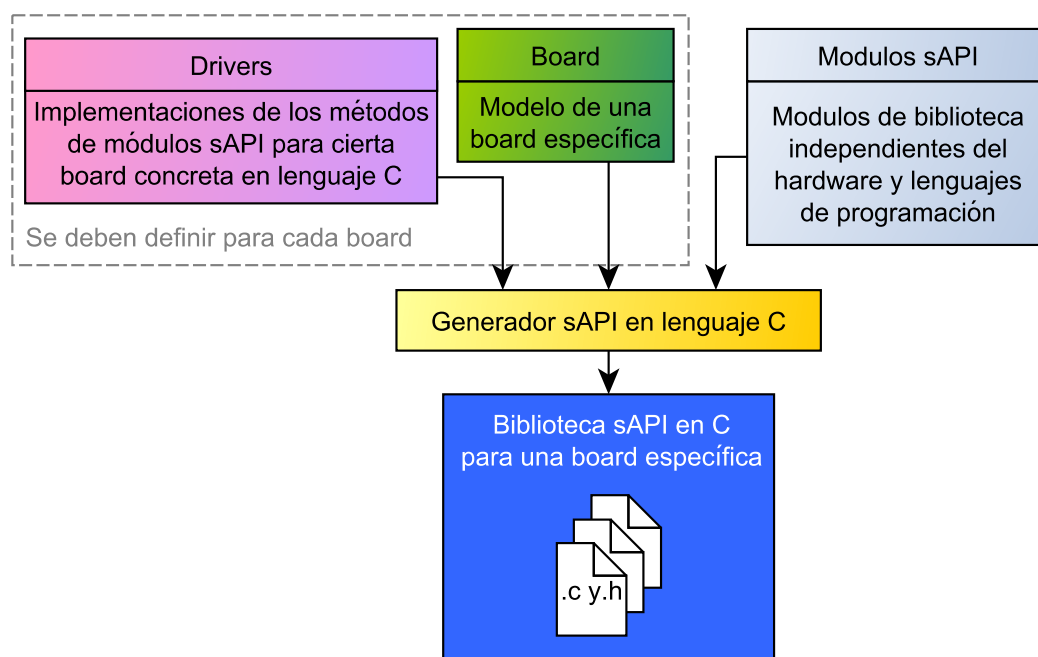 Drivers
Implementaciones de los métodos
de módulos sAPI para cierta
board concreta en lenguaje C
Board
Modelo de una
board específica
Se deben definir para cada board
Modulos sAPI
Modulos de biblioteca
independientes del
hardware y lenguajes
de programación
Generador sAPI en lenguaje C
Biblioteca sAPI en C
para una board específica
.c y.h